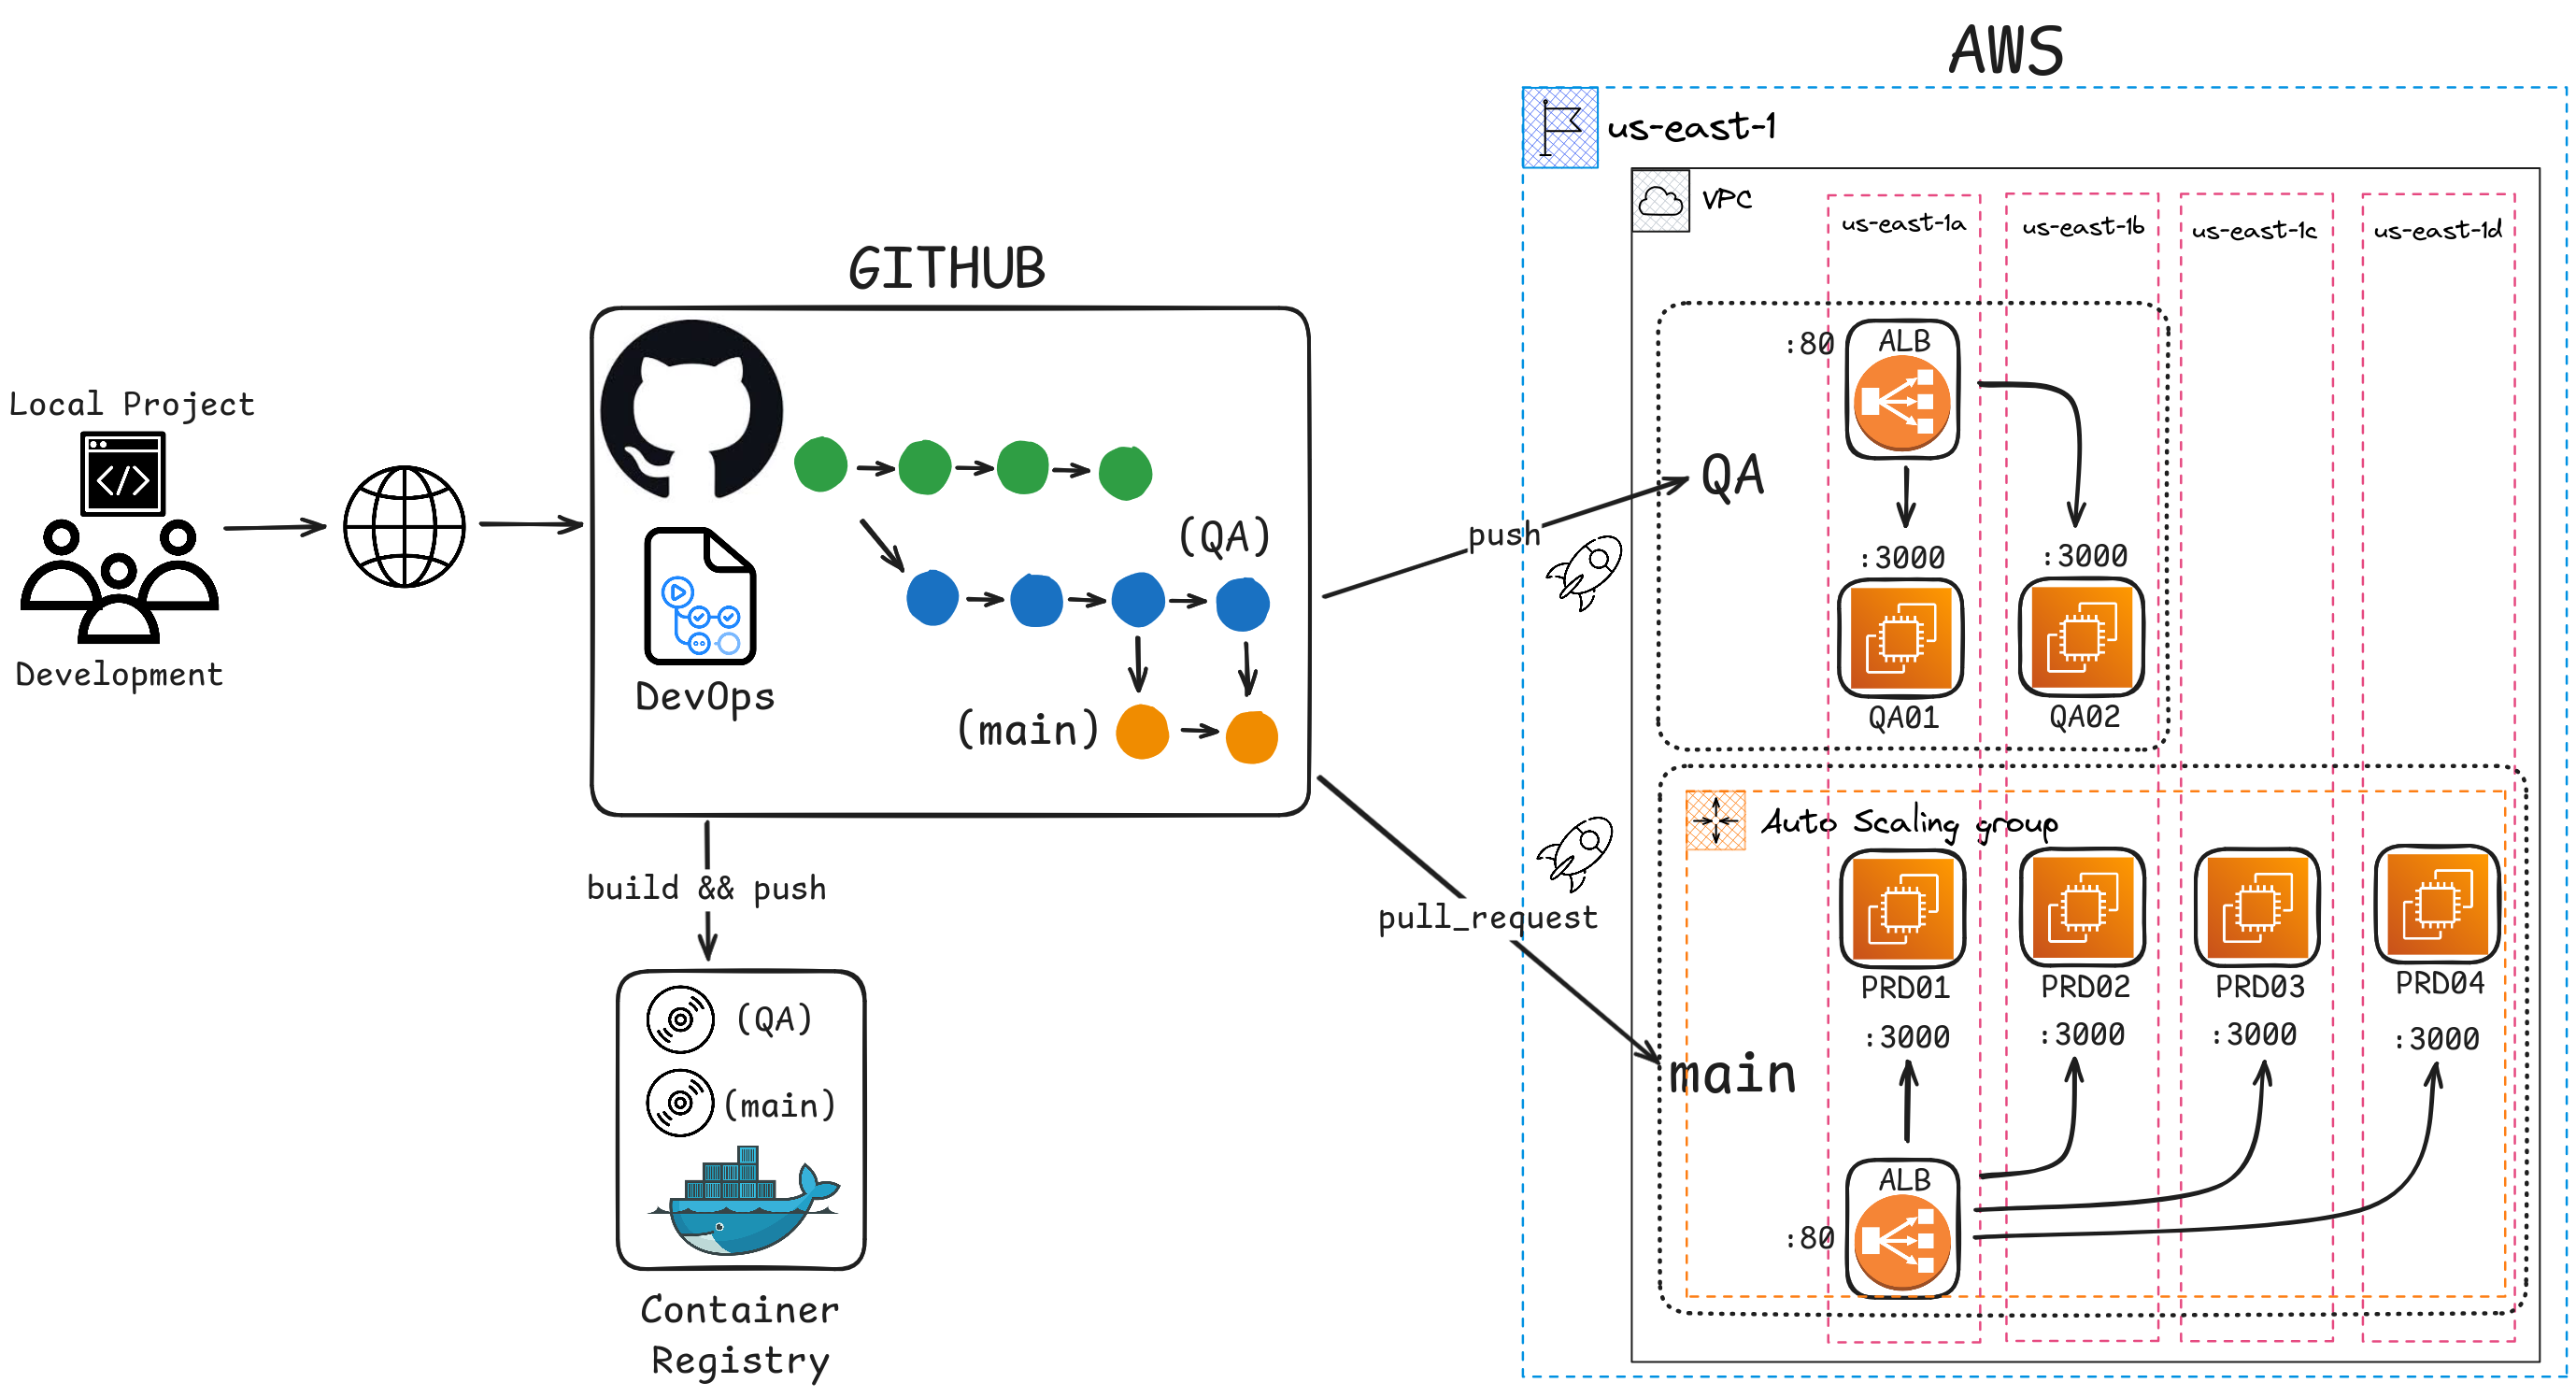 AWS
us-east-1
VPC
us-east-1a
us-east-1b
us-east-1c
us-east-1d
GITHUB
Local Project
Development
DevOps
(QA)
(main)
push
pull_request
build && push
(QA)
(main)
Container
Registry
QA
:80
ALB
:3000
:3000
QA01
QA02
Auto Scaling group
PRD01
PRD02
PRD03
PRD04
:3000
:3000
:3000
:3000
main
ALB
:80